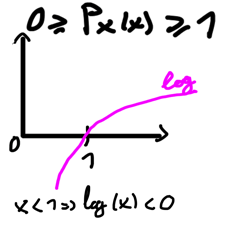 0 ≥ Px(x) ≥ 1
log
0
1
x < 1 => log(x) < 0